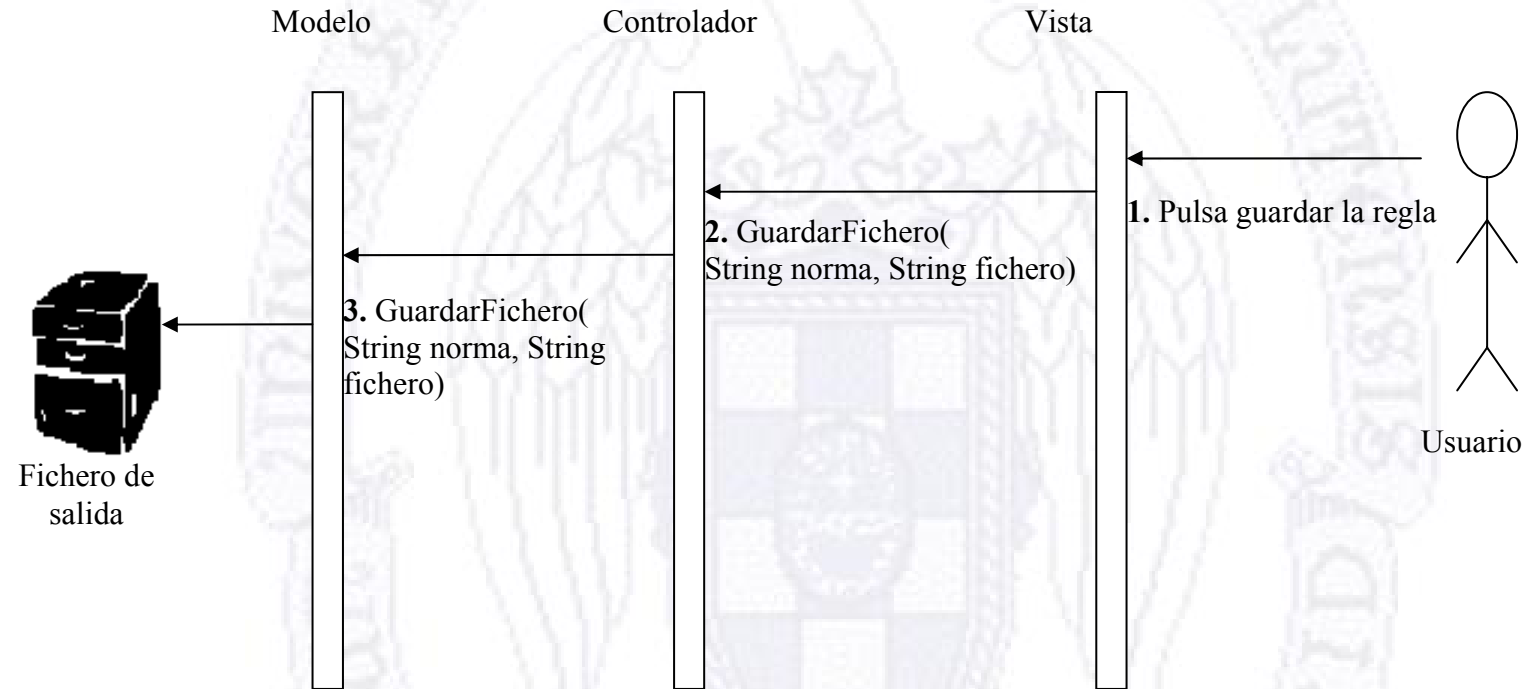 Modelo
Controlador
Vista
1. Pulsa guardar la regla
2. GuardarFichero(
String norma, String fichero)
3. GuardarFichero(
String norma, String
fichero)
Usuario
Fichero de
salida